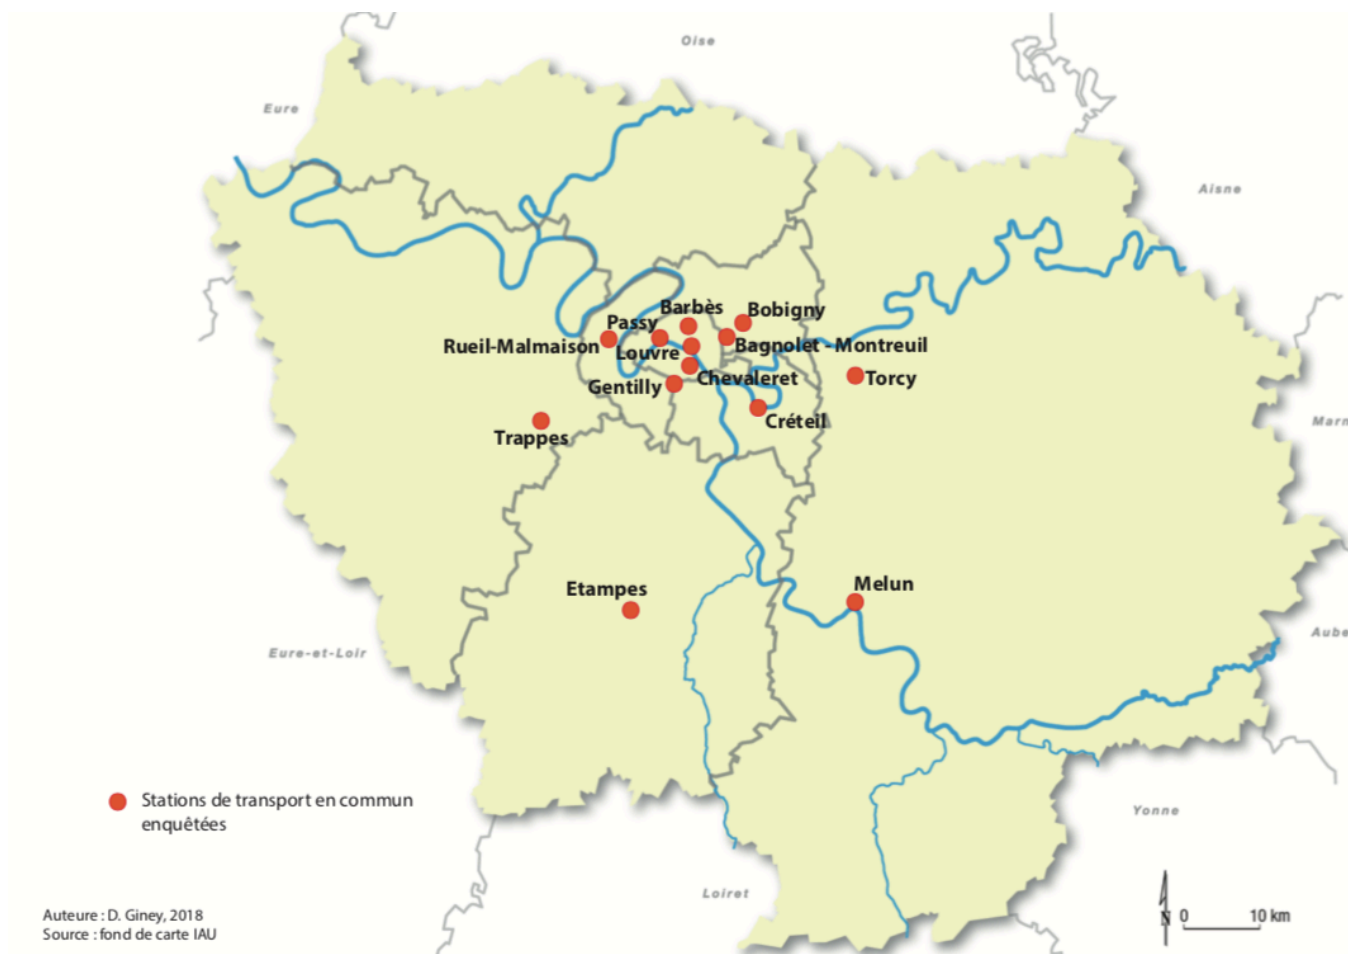 Oise
Eure
Aisne
Barbès
Bobigny
Passy
Rueil-Malmaison
Louvre
Bagnolet - Montreuil
Gentilly
Chevaleret
Torcy
Créteil
Marn
Trappes
Etampes
Melun
Aube
Eure-et-Loir
Stations de transport en commun
enquêtées
Yonne
Loiret
Auteure : D. Giney, 2018
Source : fond de carte IAU
N
0 10 km